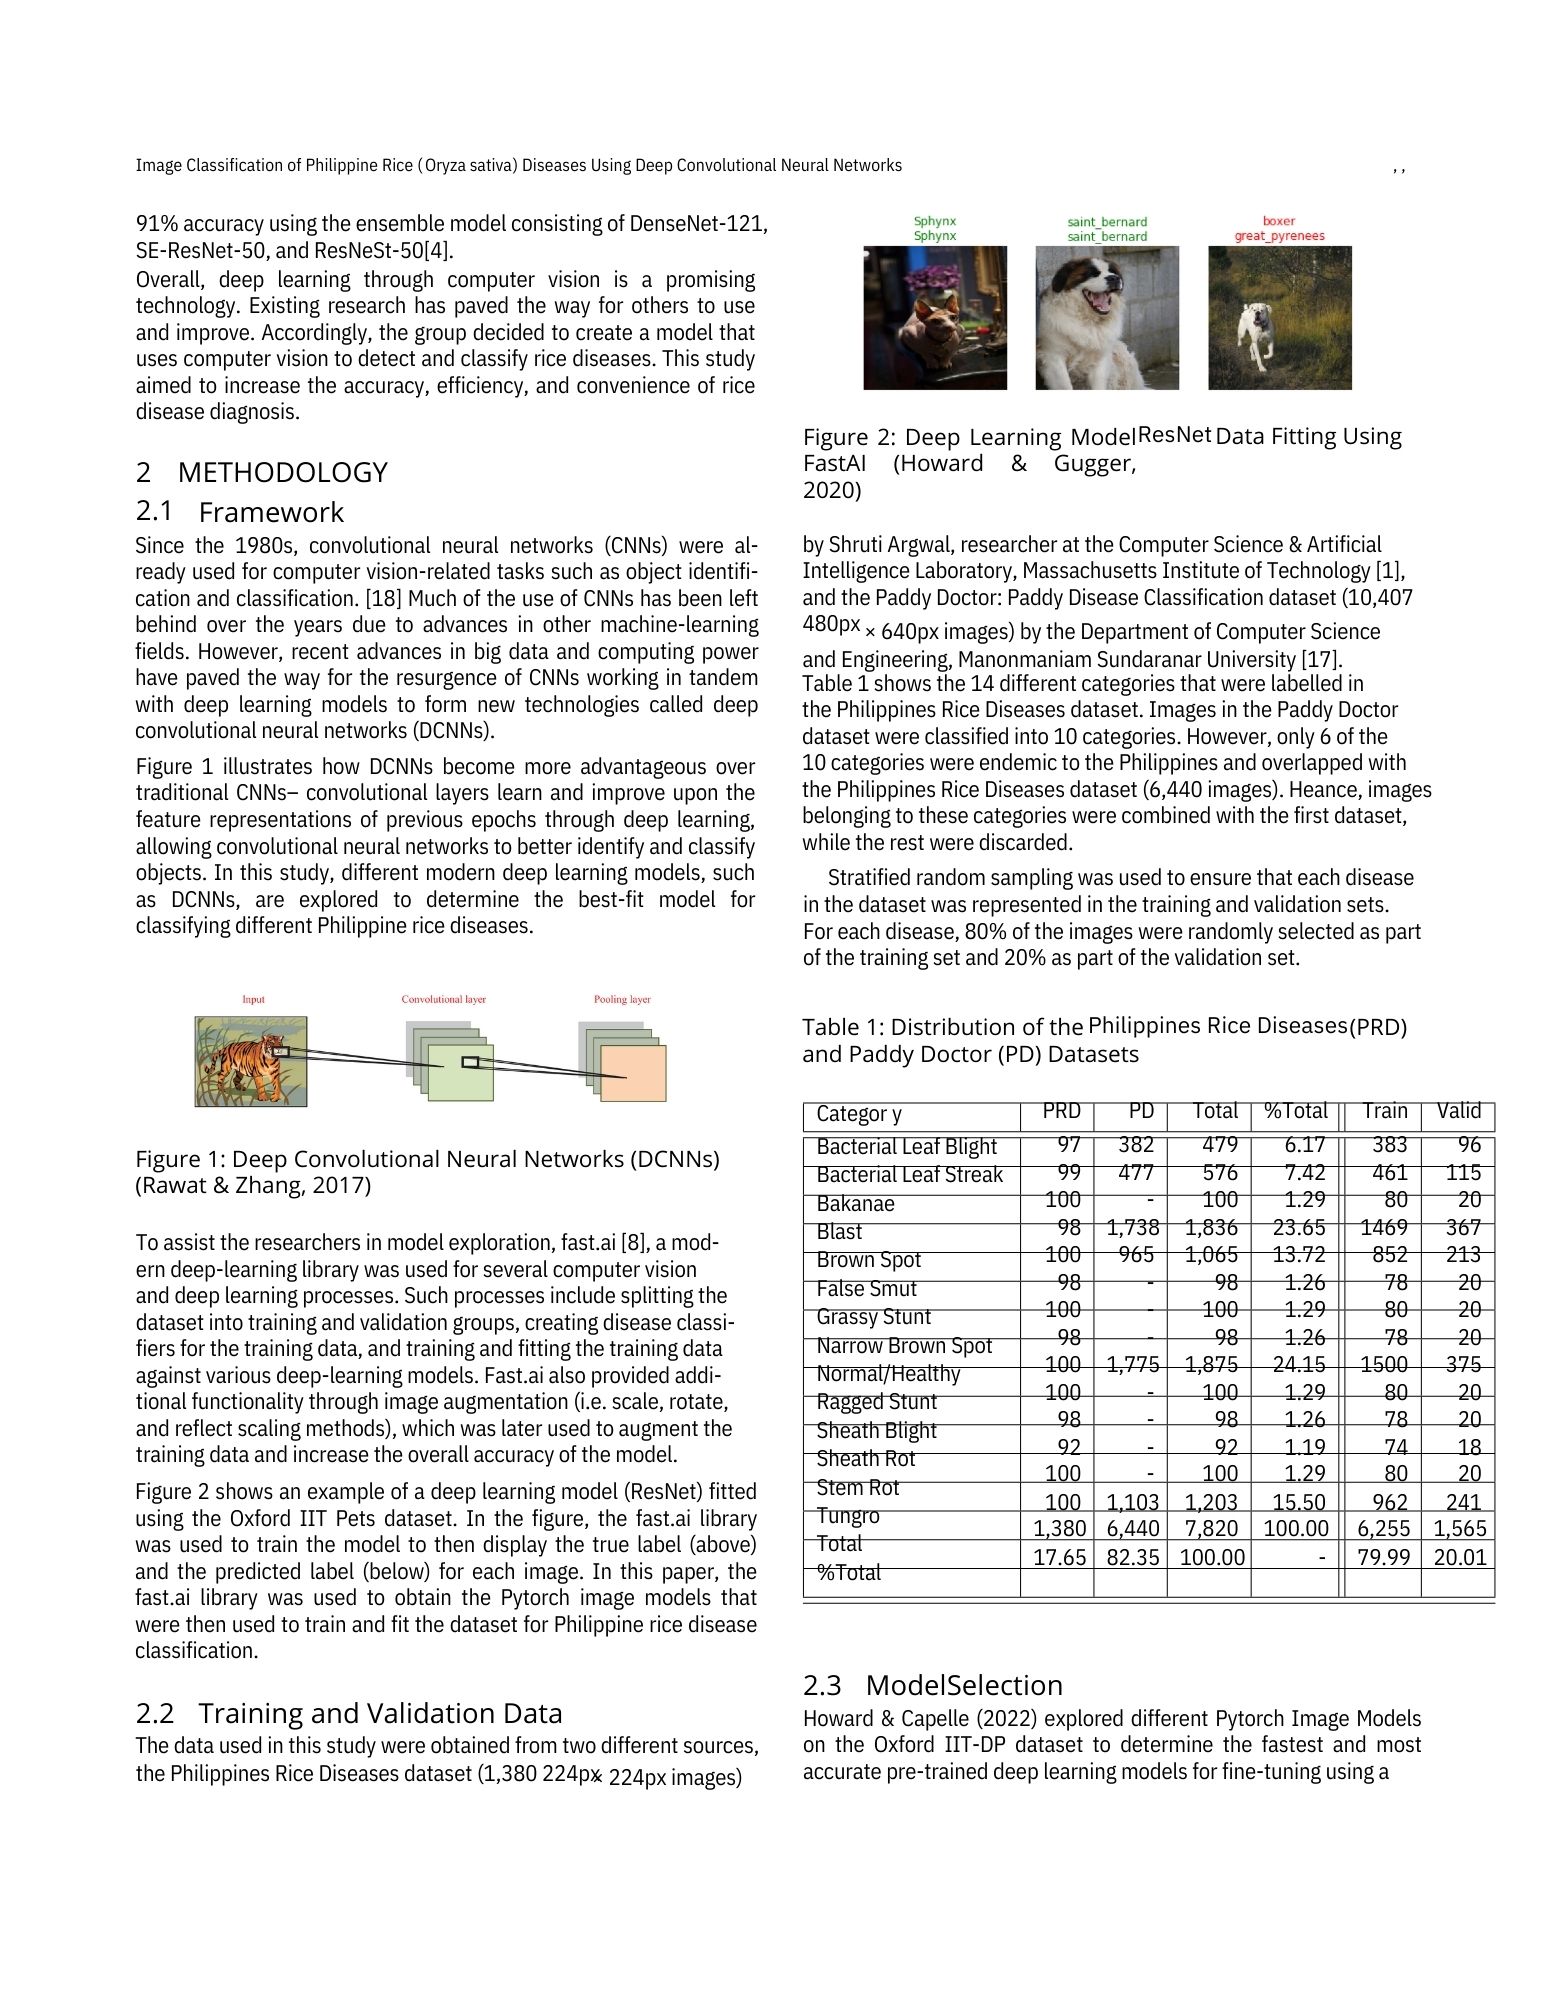 Image Classification of Philippine Rice (Oryza sativa) Diseases Using Deep Convolutional Neural Networks , ,
91% accuracy using the ensemble model consisting of DenseNet-121,
SE-ResNet-50, and ResNeSt-50[4].
Overall, deep learning through computer vision is a promising
technology. Existing research has paved the way for others to use
and improve. Accordingly, the group decided to create a model that
uses computer vision to detect and classify rice diseases. This study
aimed to increase the accuracy, efficiency, and convenience of rice
disease diagnosis.
2 METHODOLOGY
2.1 Framework
Since the 1980s, convolutional neural networks (CNNs) were al-
ready used for computer vision-related tasks such as object identifi-
cation and classification. [18] Much of the use of CNNs has been left
behind over the years due to advances in other machine-learning
fields. However, recent advances in big data and computing power
have paved the way for the resurgence of CNNs working in tandem
with deep learning models to form new technologies called deep
convolutional neural networks (DCNNs).
Figure 1 illustrates how DCNNs become more advantageous over
traditional CNNs– convolutional layers learn and improve upon the
feature representations of previous epochs through deep learning,
allowing convolutional neural networks to better identify and classify
objects. In this study, different modern deep learning models, such
as DCNNs, are explored to determine the best-fit model for
classifying different Philippine rice diseases.
Input Convolutional layer Pooling layer
Figure 1: Deep Convolutional Neural Networks (DCNNs)
(Rawat & Zhang, 2017)
To assist the researchers in model exploration, fast.ai [8], a mod-
ern deep-learning library was used for several computer vision
and deep learning processes. Such processes include splitting the
dataset into training and validation groups, creating disease classi-
fiers for the training data, and training and fitting the training data
against various deep-learning models. Fast.ai also provided addi-
tional functionality through image augmentation (i.e. scale, rotate,
and reflect scaling methods), which was later used to augment the
training data and increase the overall accuracy of the model.
Figure 2 shows an example of a deep learning model (ResNet) fitted
using the Oxford IIT Pets dataset. In the figure, the fast.ai library
was used to train the model to then display the true label (above)
and the predicted label (below) for each image. In this paper, the
fast.ai library was used to obtain the Pytorch image models that
were then used to train and fit the dataset for Philippine rice disease
classification.
2.2 Training and Validation Data
The data used in this study were obtained from two different sources,
the Philippines Rice Diseases dataset (1,380 224px × 224px images)
Sphynx saint_bernard boxer
Sphynx saint_bernard great_pyrenees
Figure 2: Deep Learning Model ResNet Data Fitting Using
FastAI (Howard & Gugger,
2020)
by Shruti Argwal, researcher at the Computer Science & Artificial
Intelligence Laboratory, Massachusetts Institute of Technology [1],
and the Paddy Doctor: Paddy Disease Classification dataset (10,407
480px × 640px images) by the Department of Computer Science
and Engineering, Manonmaniam Sundaranar University [17].
Table 1 shows the 14 different categories that were labelled in
the Philippines Rice Diseases dataset. Images in the Paddy Doctor
dataset were classified into 10 categories. However, only 6 of the
10 categories were endemic to the Philippines and overlapped with
the Philippines Rice Diseases dataset (6,440 images). Heance, images
belonging to these categories were combined with the first dataset,
while the rest were discarded.
Stratified random sampling was used to ensure that each disease
in the dataset was represented in the training and validation sets.
For each disease, 80% of the images were randomly selected as part
of the training set and 20% as part of the validation set.
Table 1: Distribution of the Philippines Rice Diseases (PRD)
and Paddy Doctor (PD) Datasets
Categor y PRD PD Total %Total Train Valid
Bacterial Leaf Blight 97 382 479 6.17 383 96
Bacterial Leaf Streak 99 477 576 7.42 461 115
Bakanae 100 - 100 1.29 80 20
Blast 98 1,738 1,836 23.65 1469 367
Brown Spot 100 965 1,065 13.72 852 213
False Smut 98 - 98 1.26 78 20
Grassy Stunt 100 - 100 1.29 80 20
Narrow Brown Spot 98 - 98 1.26 78 20
Normal/Healthy 100 1,775 1,875 24.15 1500 375
Ragged Stunt 100 - 100 1.29 80 20
Sheath Blight 98 - 98 1.26 78 20
Sheath Rot 92 - 92 1.19 74 18
Stem Rot 100 - 100 1.29 80 20
Tungro 100 1,103 1,203 15.50 962 241
Total 1,380 6,440 7,820 100.00 6,255 1,565
%Total 17.65 82.35 100.00 - 79.99 20.01
2.3 ModelSelection
Howard & Capelle (2022) explored different Pytorch Image Models
on the Oxford IIT-DP dataset to determine the fastest and most
accurate pre-trained deep learning models for fine-tuning using a